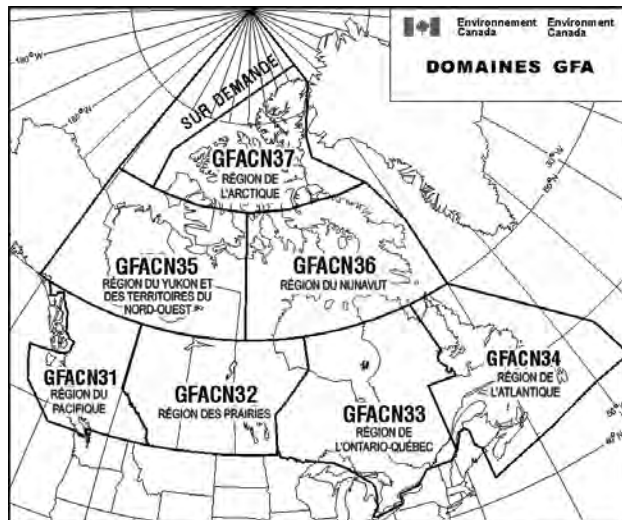 Environnement Environment
Canada Canada
DOMAINES GFA
SUR DEMANDE
GFACN37
RÉGION DE
L'ARCTIQUE
GFACN35
RÉGION DU YUKON ET
DES TERRITOIRES DU
NORD-OUEST
GFACN36
RÉGION DU NUNAVUT
GFACN31
RÉGION DU
PACIFIQUE
GFACN32
RÉGION DES PRAIRIES
GFACN33
RÉGION DE
L'ONTARIO-QUÉBEC
GFACN34
RÉGION DE
L'ATLANTIQUE